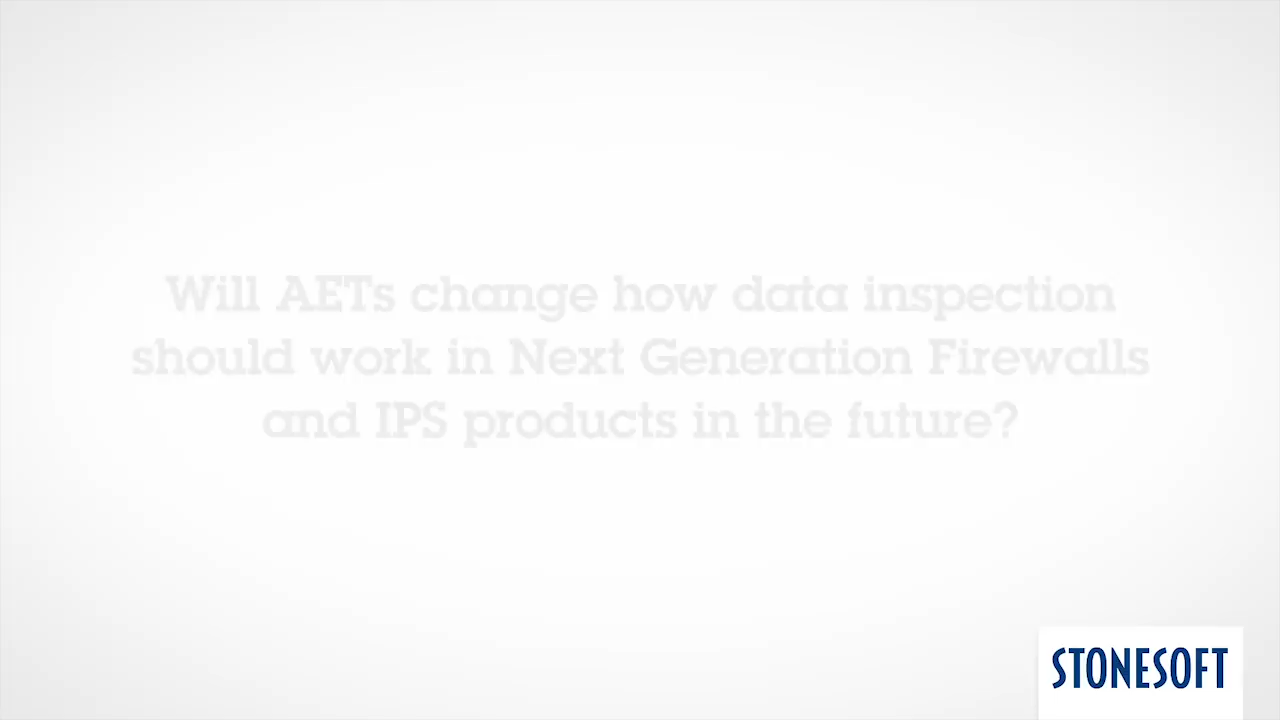 Will AETs change how data inspection
should work in Next Generation Firewalls
and IPS products in the future?
STONESOFT